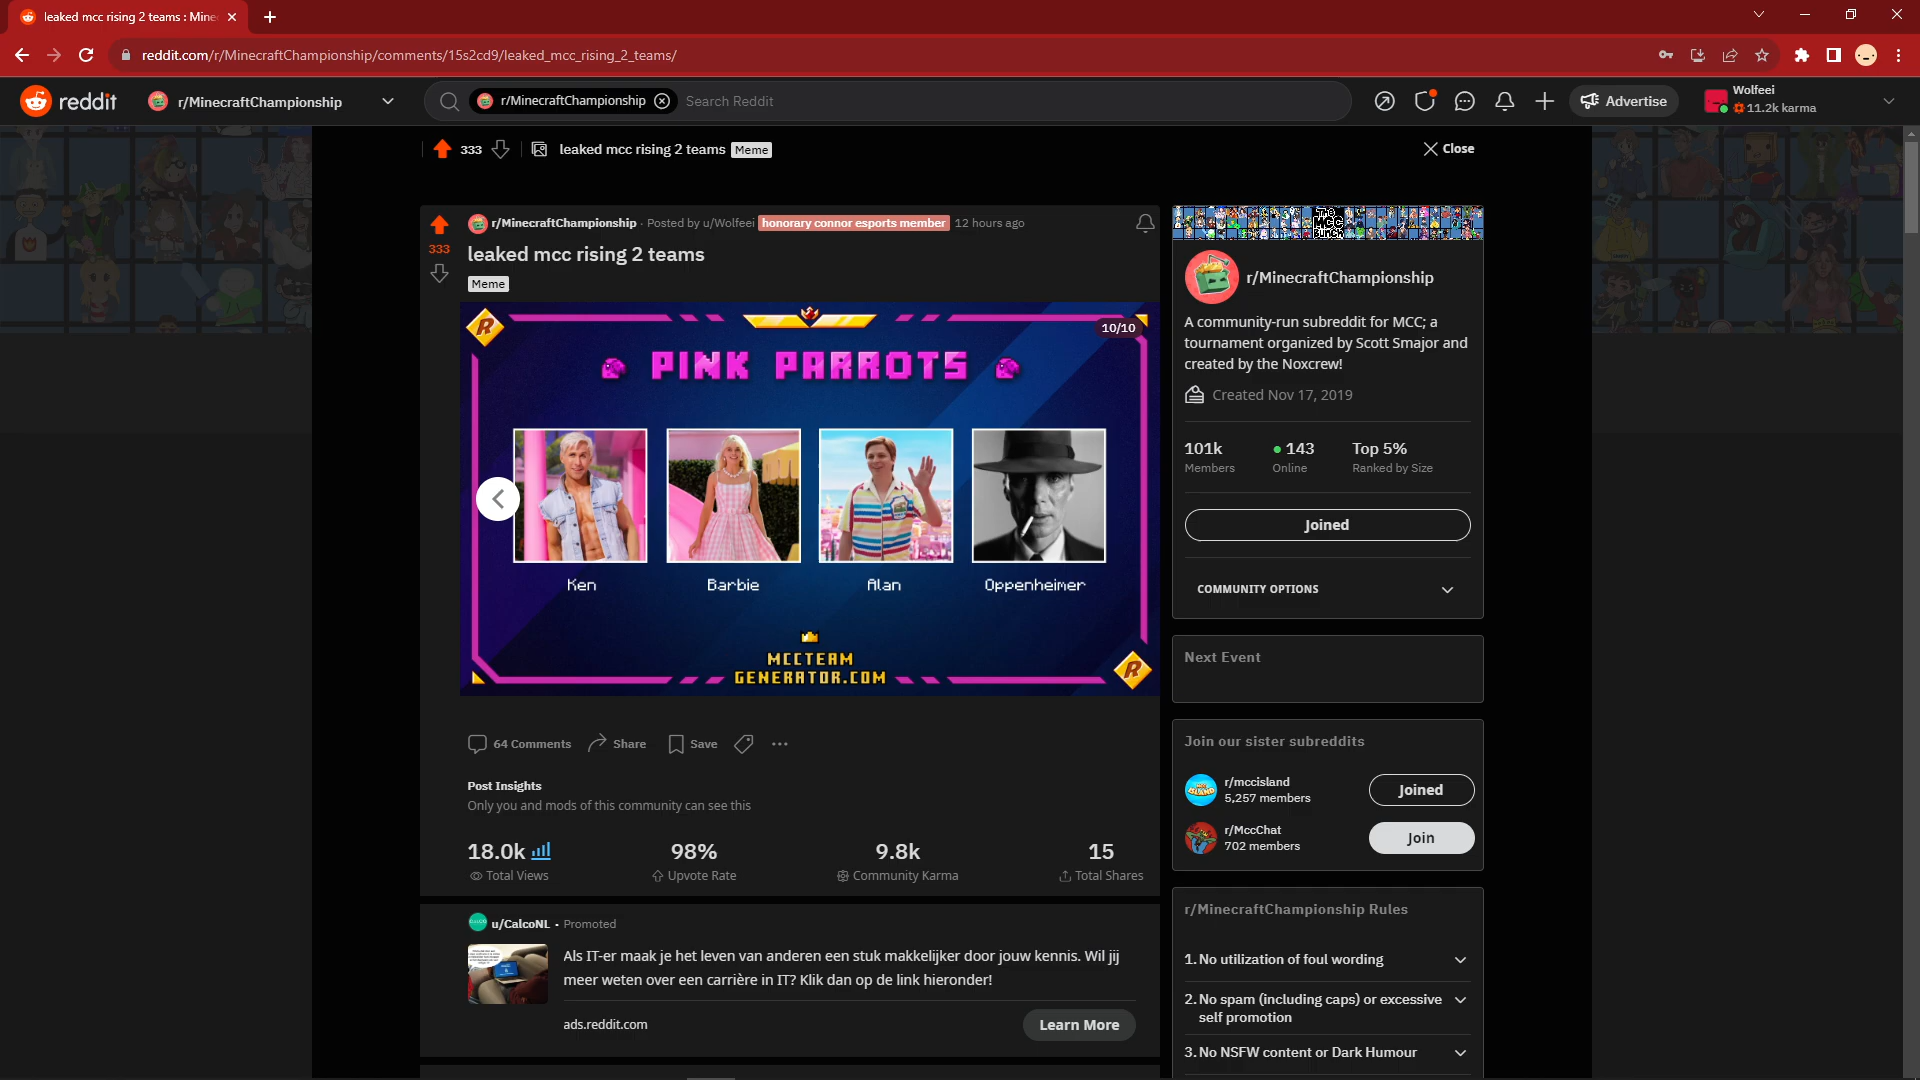 leaked mcc rising 2 teams : Mine
reddit.com/r/MinecraftChampionship/comments/15s2cd9/leaked_mcc_rising_2_teams/
reddit
r/MinecraftChampionship
r/MinecraftChampionship
Search Reddit
Advertise
Wolfeei
11.2k karma
333
leaked mcc rising 2 teams
Meme
Close
333
r/MinecraftChampionship · Posted by u/Wolfeei honorary connor esports member 12 hours ago
leaked mcc rising 2 teams
Meme
R
10/10
PINK PARROTS
Ken
Barbie
Alan
Oppenheimer
MCCTEAM
GENERATOR.COM
R
64 Comments
Share
Save
Post Insights
Only you and mods of this community can see this
18.0k
98%
9.8k
15
Total Views
Upvote Rate
Community Karma
Total Shares
u/CalcoNL · Promoted
Als IT-er maak je het leven van anderen een stuk makkelijker door jouw kennis. Wil jij
meer weten over een carrière in IT? Klik dan op de link hieronder!
ads.reddit.com
Learn More
The
MCC
Bunch
r/MinecraftChampionship
A community-run subreddit for MCC; a
tournament organized by Scott Smajor and
created by the Noxcrew!
Created Nov 17, 2019
101k
143
Top 5%
Members
Online
Ranked by Size
Joined
COMMUNITY OPTIONS
Next Event
Join our sister subreddits
r/mccisland
5,257 members
Joined
r/MccChat
702 members
Join
r/MinecraftChampionship Rules
1. No utilization of foul wording
2. No spam (including caps) or excessive
self promotion
3. No NSFW content or Dark Humour